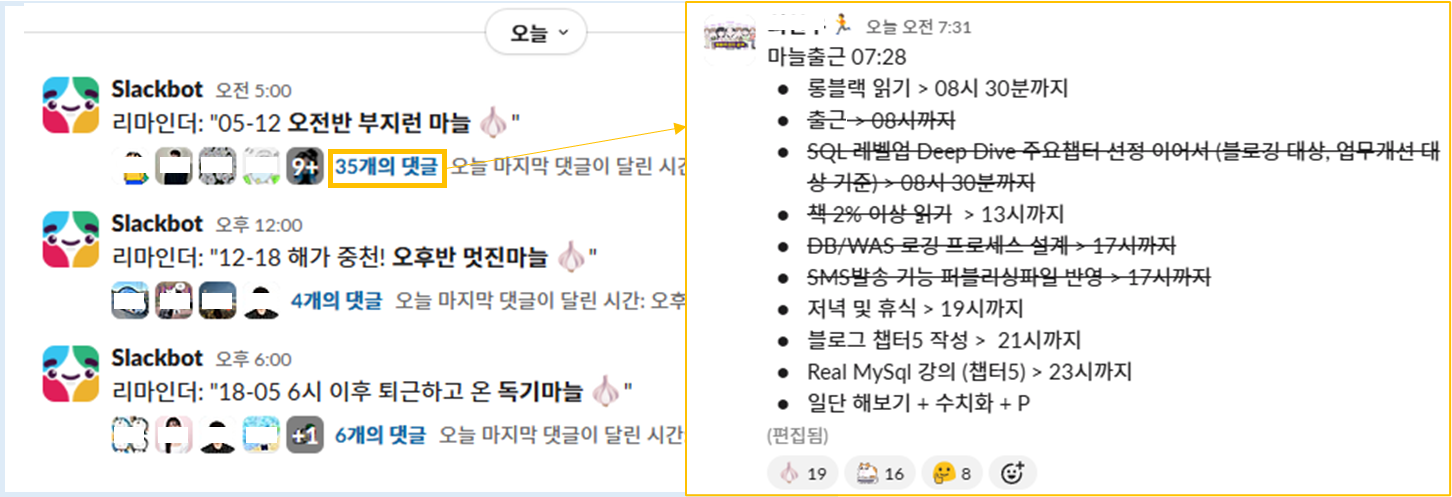 오늘
Slackbot 오전 5:00
리마인더: "05-12 오전반 부지런 마늘 "
9+ 35개의 댓글 오늘 마지막 댓글이 달린 시간
Slackbot 오후 12:00
리마인더: "12-18 해가 중천! 오후반 멋진마늘 "
4개의 댓글 오늘 마지막 댓글이 달린 시간: 오후
Slackbot 오후 6:00
리마인더: "18-05 6시 이후 퇴근하고 온 독기마늘 "
+1 6개의 댓글 오늘 마지막 댓글이 달린 시간
오늘 오전 7:31
마늘출근 07:28
● 롱블랙 읽기 > 08시 30분까지
● 출근 > 08시까지
● SQL 레벨업 Deep Dive 주요챕터 선정 이어서 (블로깅 대상, 업무개선 대
상 기준) > 08시 30분까지
● 책 2% 이상 읽기 > 13시까지
● DB/WAS 로깅 프로세스 설계 > 17시까지
● SMS발송 기능 퍼블리싱파일 반영 > 17시까지
● 저녁 및 휴식 > 19시까지
● 블로그 챕터5 작성 > 21시까지
● Real MySql 강의 (챕터5) > 23시까지
● 일단 해보기 + 수치화 + P
(편집됨)
19 16 8